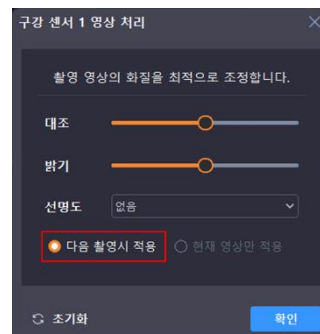 구강 센서 1 영상 처리
촬영 영상의 화질을 최적으로 조정합니다.
대조
밝기
선명도 없음
다음 촬영시 적용 현재 영상만 적용
초기화 확인